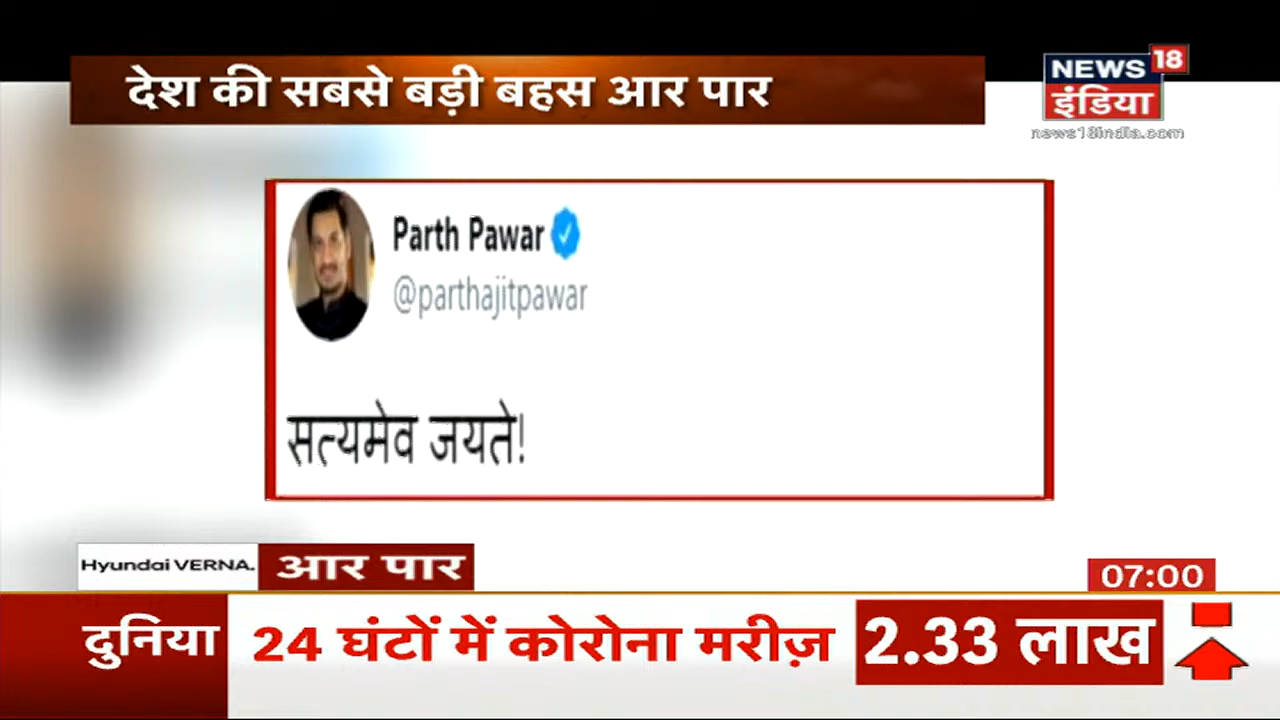 देश की सबसे बड़ी बहस आर पार
NEWS 18
इंडिया
news18india.com
Parth Pawar
@parthajitpawar
सत्यमेव जयते!
Hyundai VERNA.
आर पार
07:00
दुनिया
24 घंटों में कोरोना मरीज़
2.33 लाख